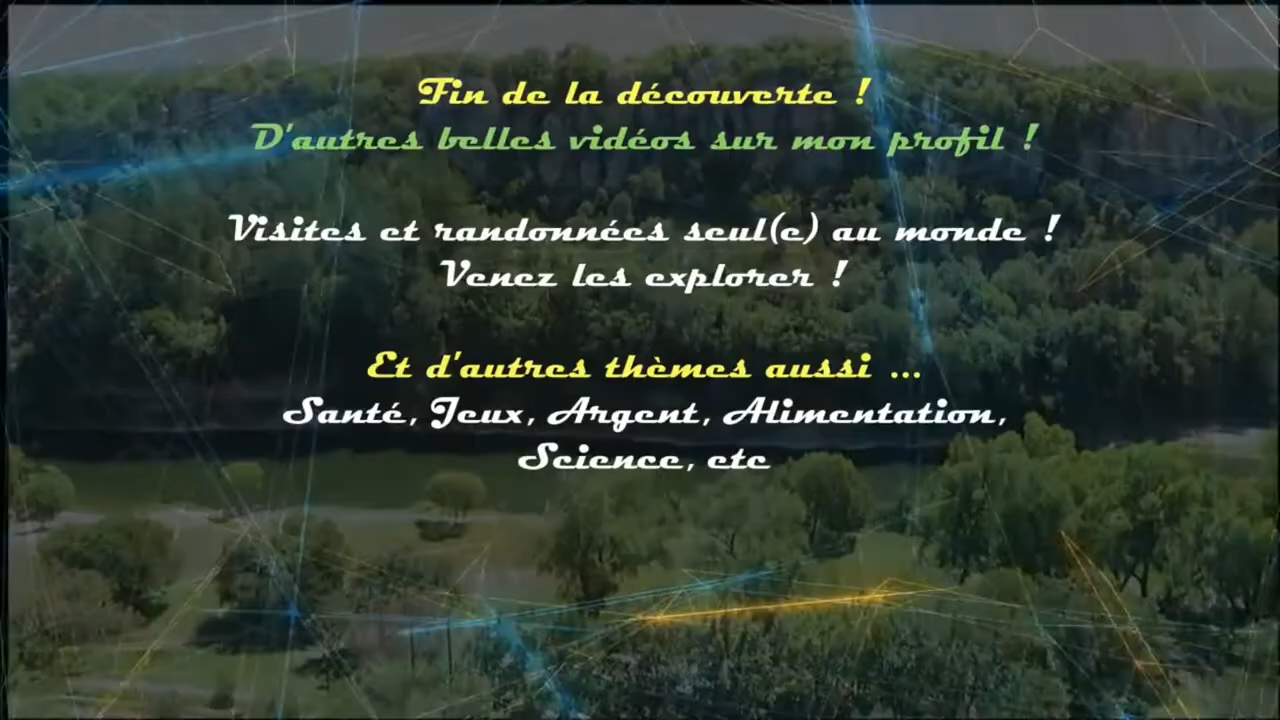 Fin de la découverte !
D'autres belles vidéos sur mon profil !
Visites et randonnées seul(e) au monde !
Venez les explorer !
Et d'autres thèmes aussi ...
Santé, Jeux, Argent, Alimentation,
Science, etc